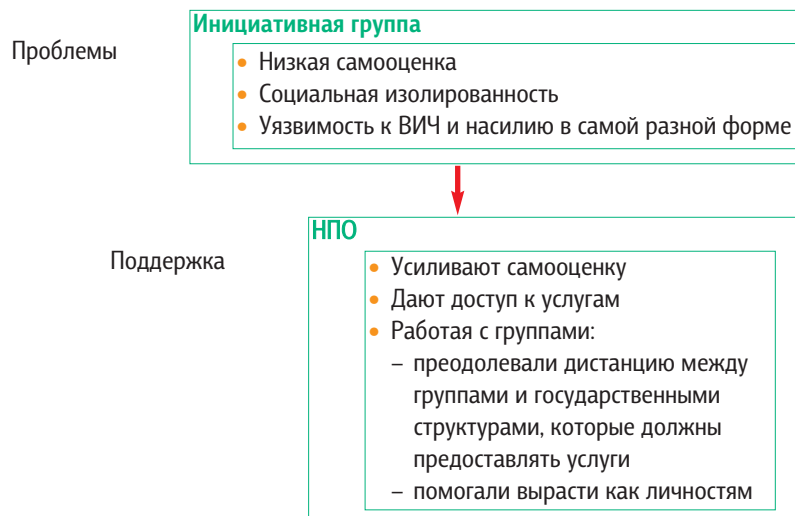 Инициативная группа
Проблемы
• Низкая самооценка
• Социальная изолированность
• Уязвимость к ВИЧ и насилию в самой разной форме
НПО
Поддержка
• Усиливают самооценку
• Дают доступ к услугам
• Работая с группами:
– преодолевали дистанцию между
группами и государственными
структурами, которые должны
предоставлять услуги
– помогали вырасти как личностям